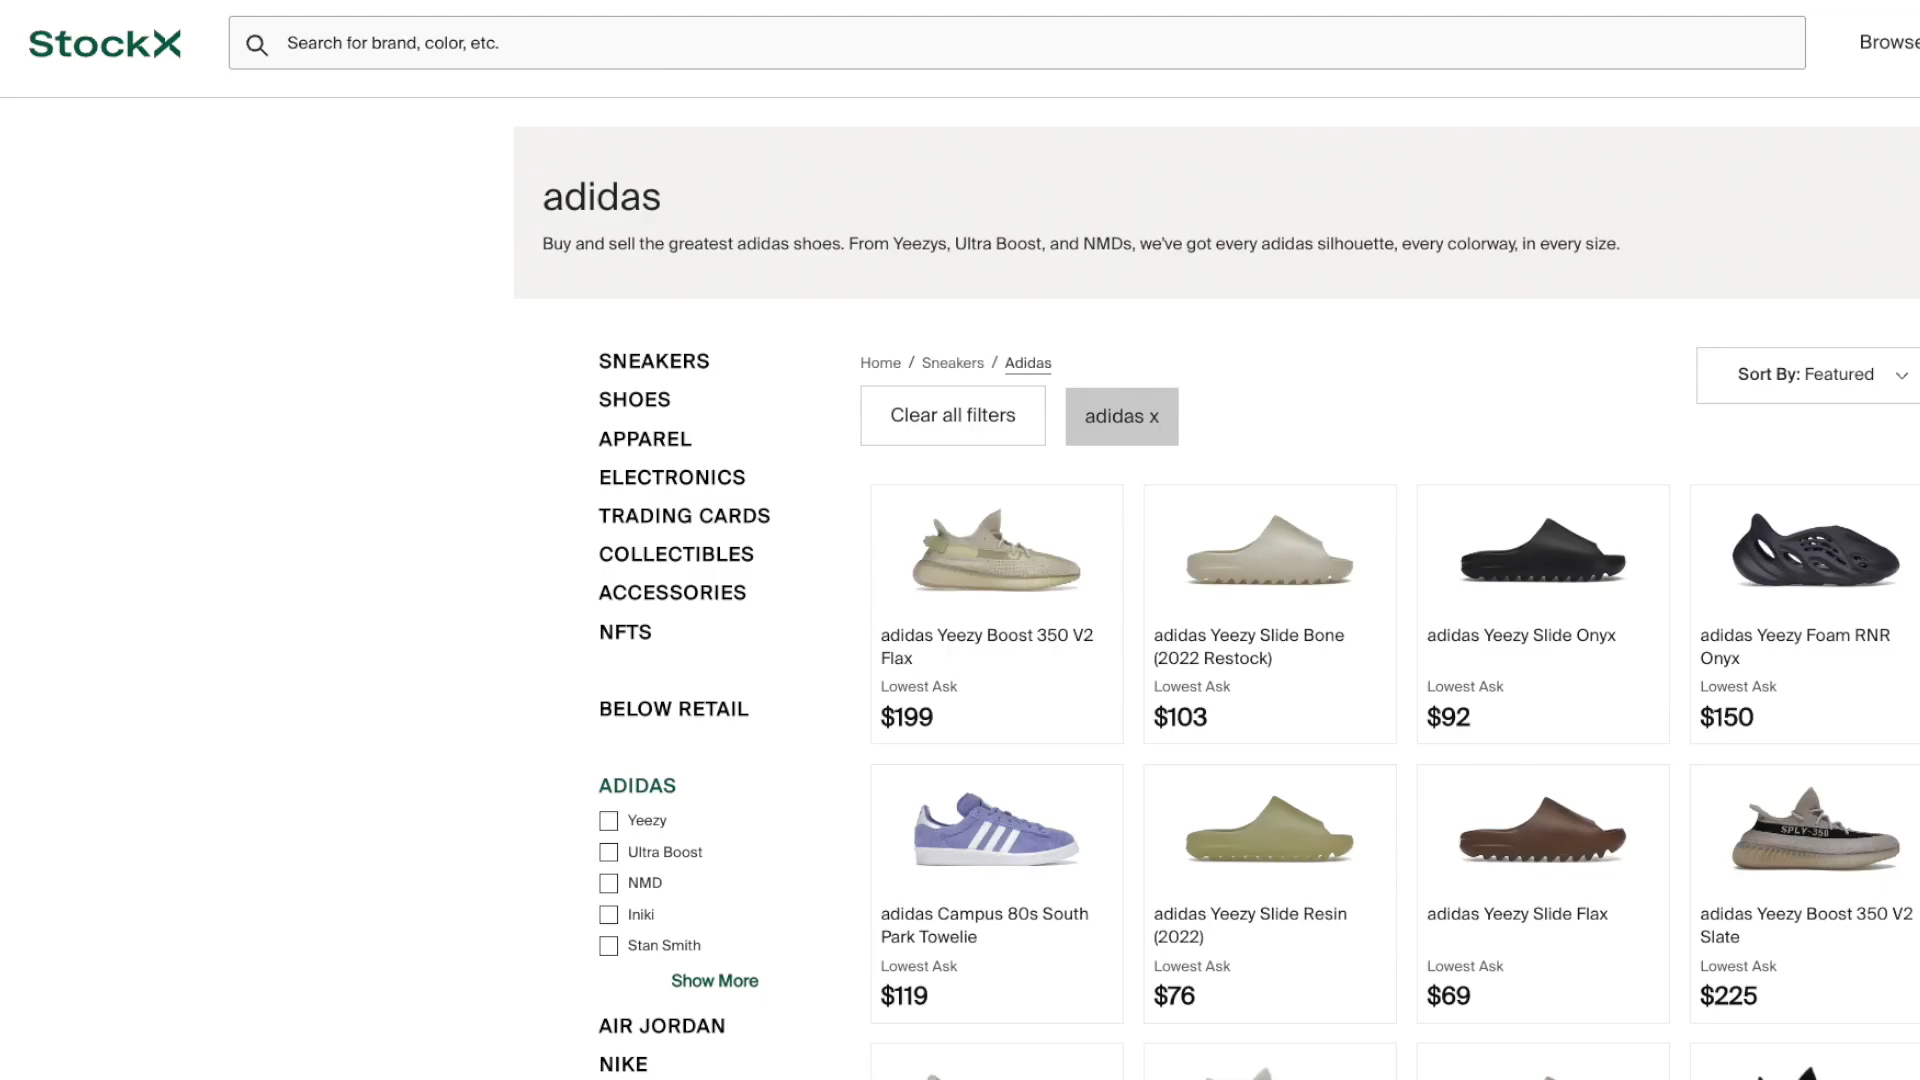 StockX
Search for brand, color, etc.
Browse
adidas
Buy and sell the greatest adidas shoes. From Yeezys, Ultra Boost, and NMDs, we've got every adidas silhouette, every colorway, in every size.
SNEAKERS
SHOES
APPAREL
ELECTRONICS
TRADING CARDS
COLLECTIBLES
ACCESSORIES
NFTS
BELOW RETAIL
ADIDAS
Yeezy
Ultra Boost
NMD
Iniki
Stan Smith
Show More
AIR JORDAN
NIKE
Home / Sneakers / Adidas
Sort By: Featured
Clear all filters
adidas x
adidas Yeezy Boost 350 V2
Flax
Lowest Ask
$199
adidas Yeezy Slide Bone
(2022 Restock)
Lowest Ask
$103
adidas Yeezy Slide Onyx
Lowest Ask
$92
adidas Yeezy Foam RNR
Onyx
Lowest Ask
$150
adidas Campus 80s South
Park Towelie
Lowest Ask
$119
adidas Yeezy Slide Resin
(2022)
Lowest Ask
$76
adidas Yeezy Slide Flax
Lowest Ask
$69
SPLY-350
adidas Yeezy Boost 350 V2
Slate
Lowest Ask
$225